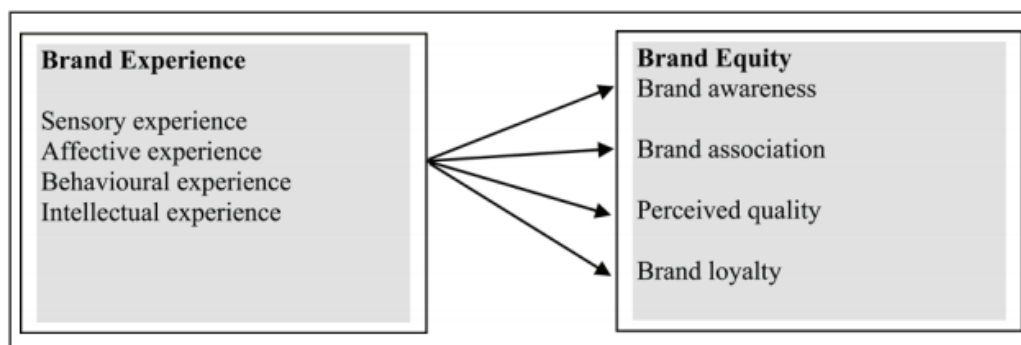 Brand Experience
Sensory experience
Affective experience
Behavioural experience
Intellectual experience
Brand Equity
Brand awareness
Brand association
Perceived quality
Brand loyalty